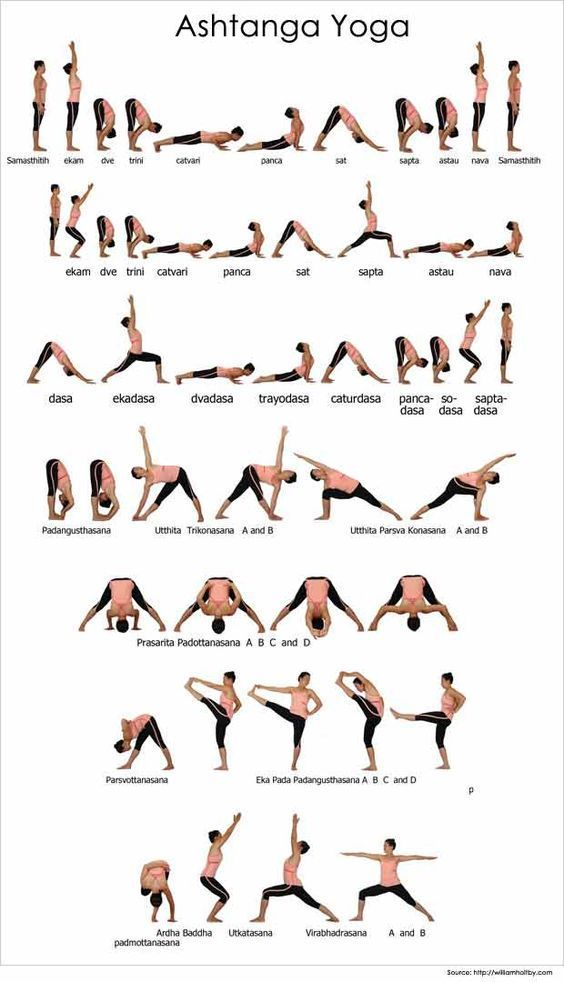 Ashtanga Yoga
Samasthitih ekam dve trini catvari panca sat sapta astau nava Samasthitih
ekam dve trini catvari panca sat sapta astau nava
dasa ekadasa dvadasa trayodasa caturdasa panca- so- sapta-
dasa dasa dasa
Padangusthasana Utthita Trikonasana A and B Utthita Parsva Konasana A and B
Prasarita Padottanasana A B C and D
Parsvottanasana Eka Pada Padangusthasana A B C and D
p
Ardha Baddha Utkatasana Virabhadrasana A and B
padmottanasana
Source: http://williamholtby.com